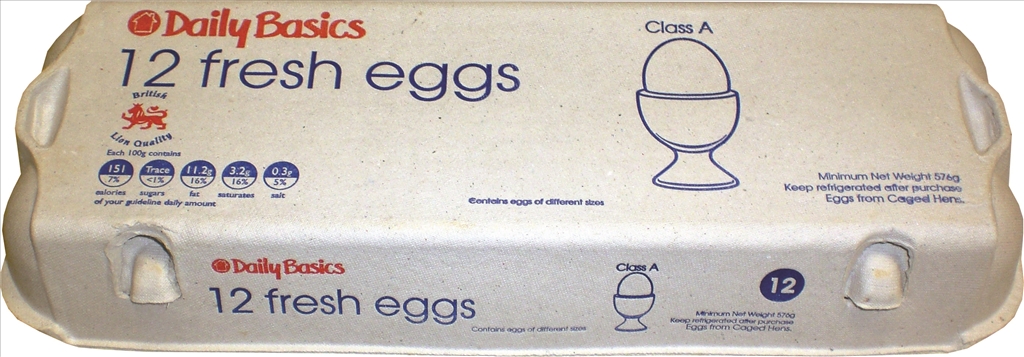 Daily Basics
12 fresh eggs
Class A
British
Lion Quality
Each 100g contains
151 Trace 11.2g 3.2g 0.3g
7% <1% 16% 16% 5%
calories sugars fat saturates salt
of your guideline daily amount
Contains eggs of different sizes
Minimum Net Weight 576g
Keep refrigerated after purchase
Eggs from Caged Hens.
Daily Basics
12 fresh eggs
Contains eggs of different sizes
Class A
12
Minimum Net Weight 576g
Keep refrigerated after purchase
Eggs from Caged Hens.